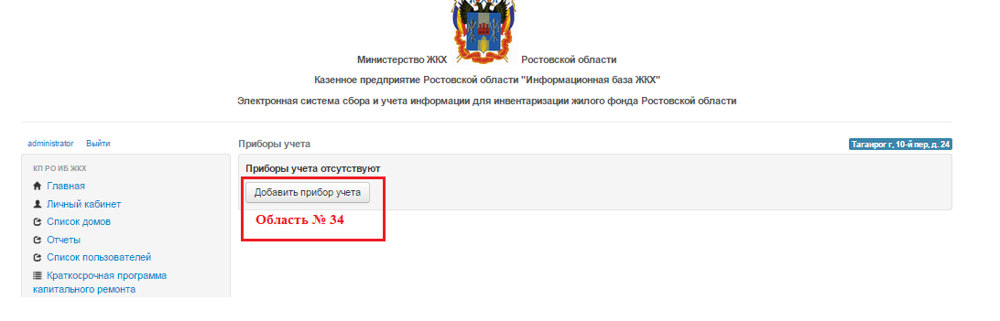 Министерство ЖКХ Ростовской области
Казенное предприятие Ростовской области "Информационная база ЖКХ"
Электронная система сбора и учета информации для инвентаризации жилого фонда Ростовской области
administrator Выйти
КП РО ИБ ЖКХ
Главная
Личный кабинет
Список домов
Отчеты
Список пользователей
Краткосрочная программа
капитального ремонта
Приборы учета
Таганрог г, 10-й пер, д. 24
Приборы учета отсутствуют
Добавить прибор учета
Область № 34